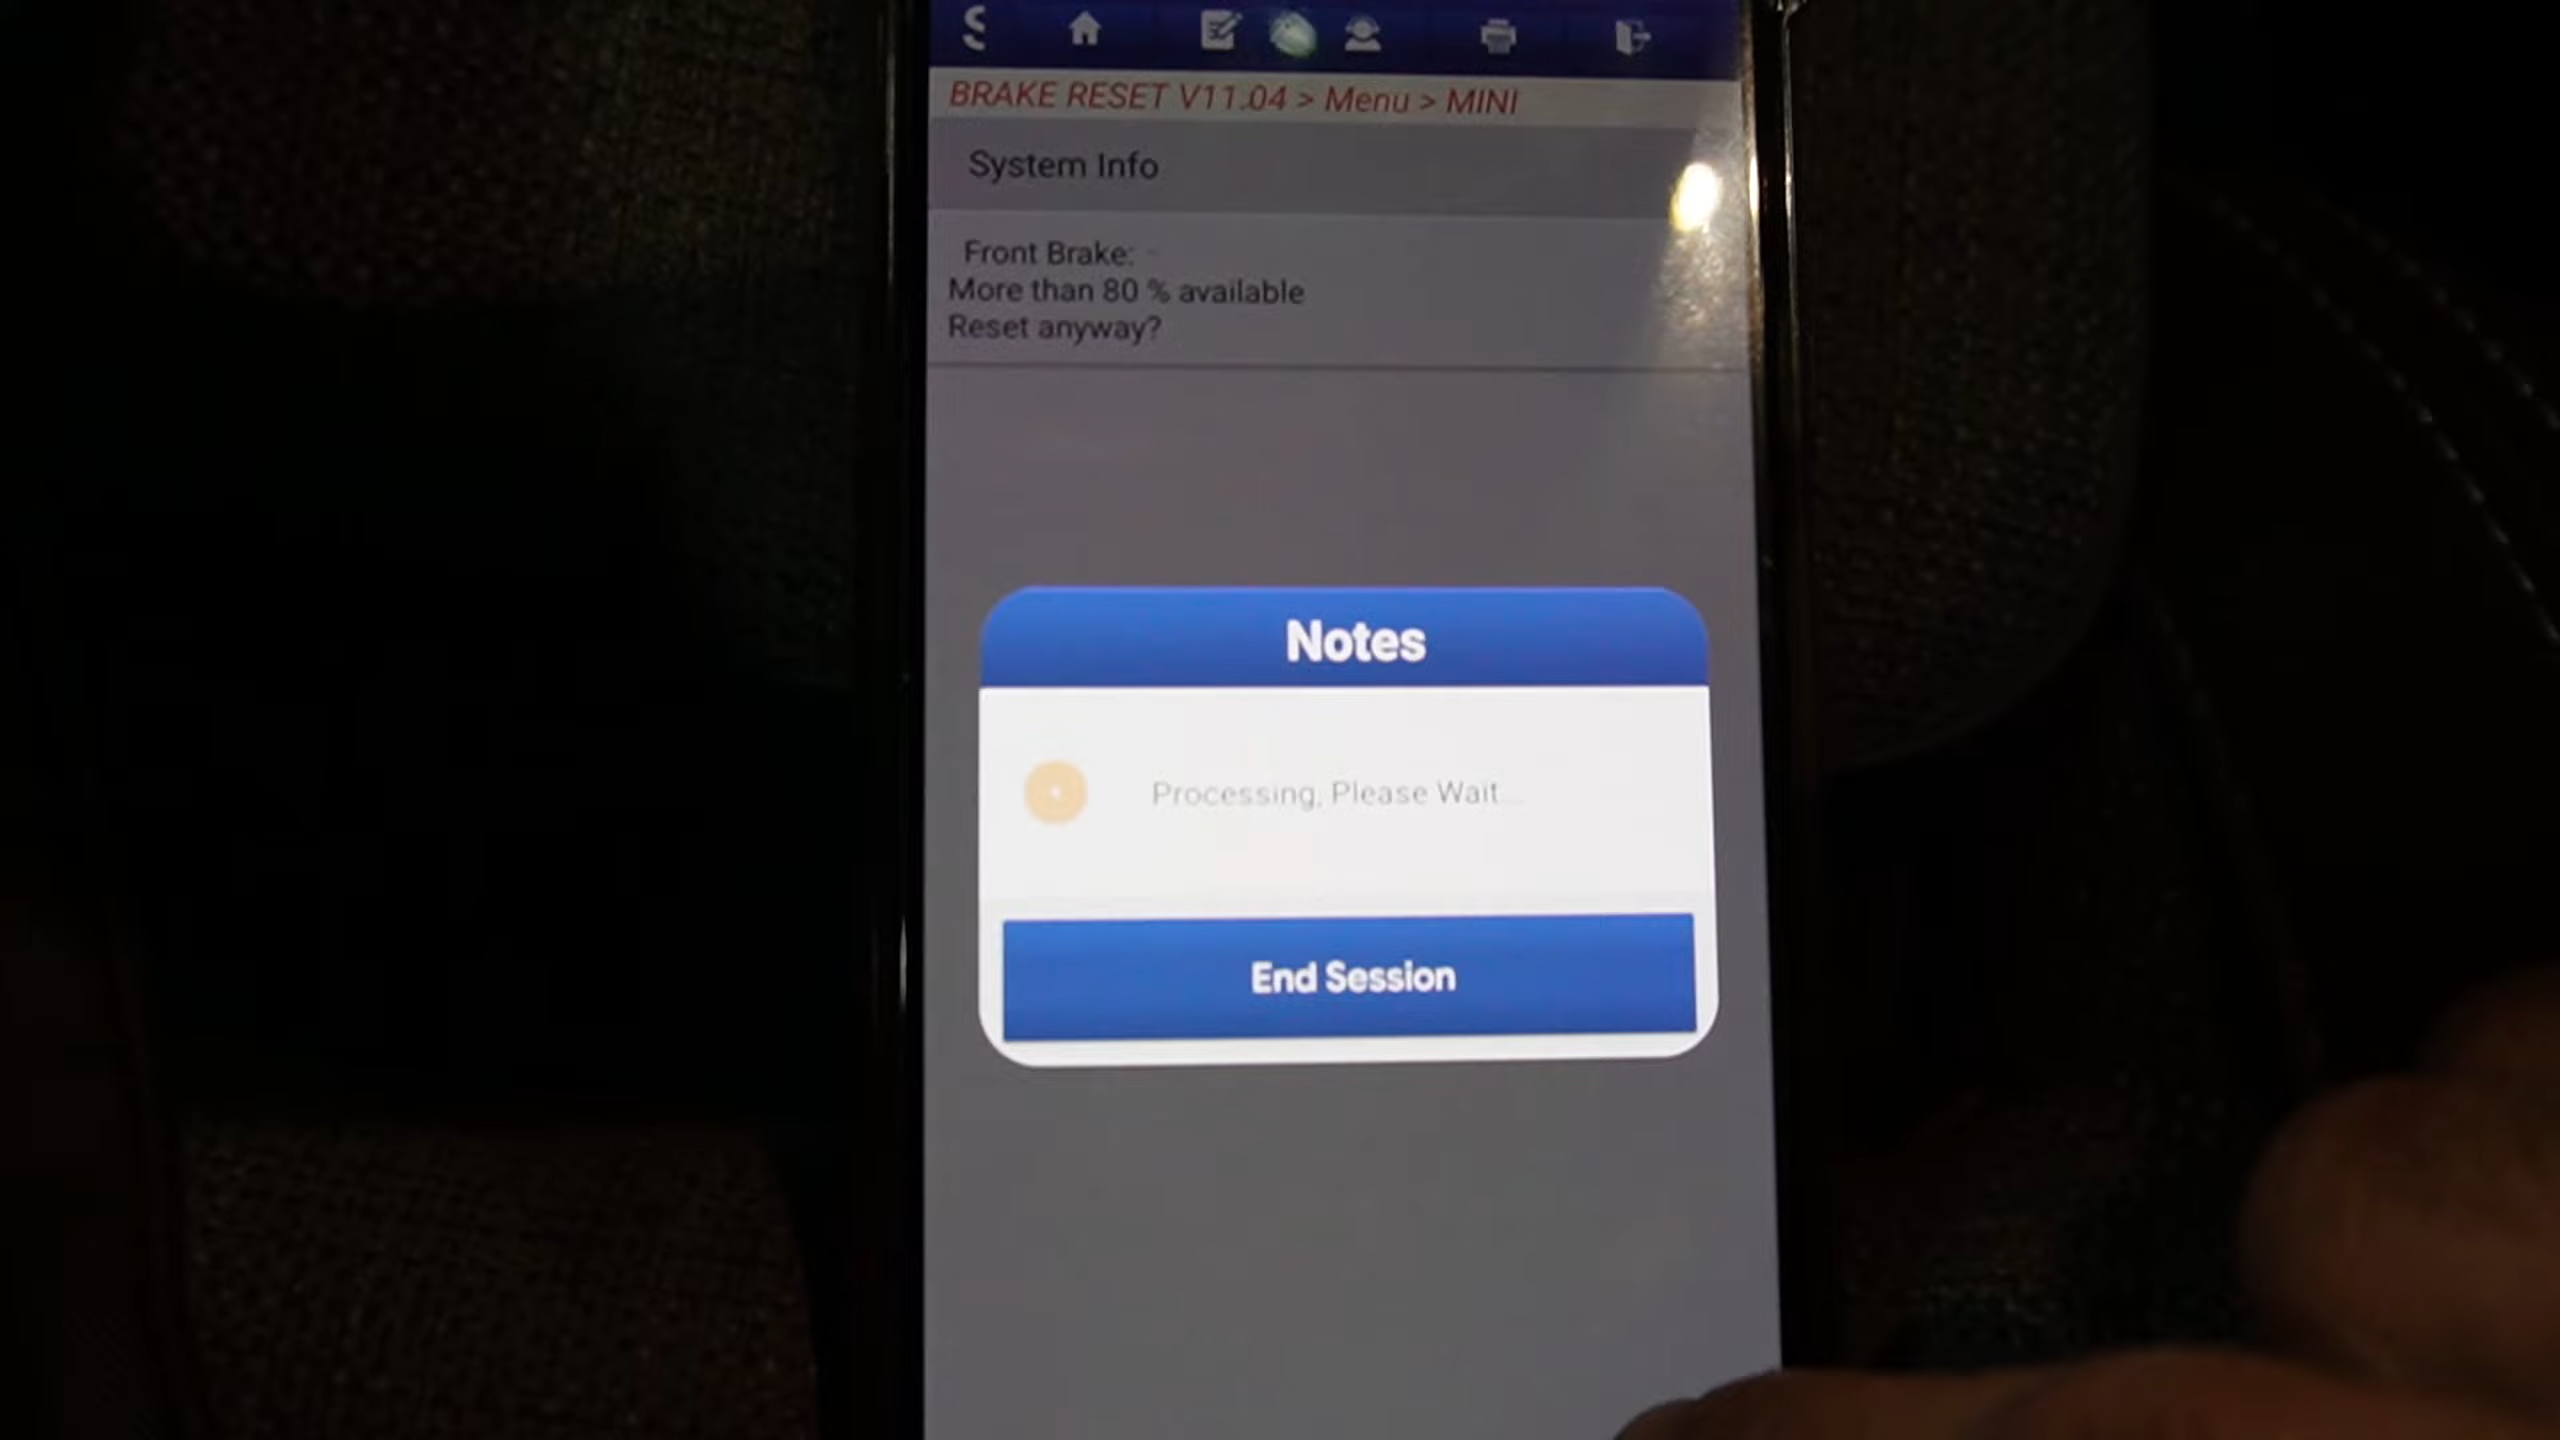 BRAKE RESET V11.04 > Menu > MINI
System Info
Front Brake:
More than 80 % available
Reset anyway?
Notes
Processing, Please Wait...
End Session